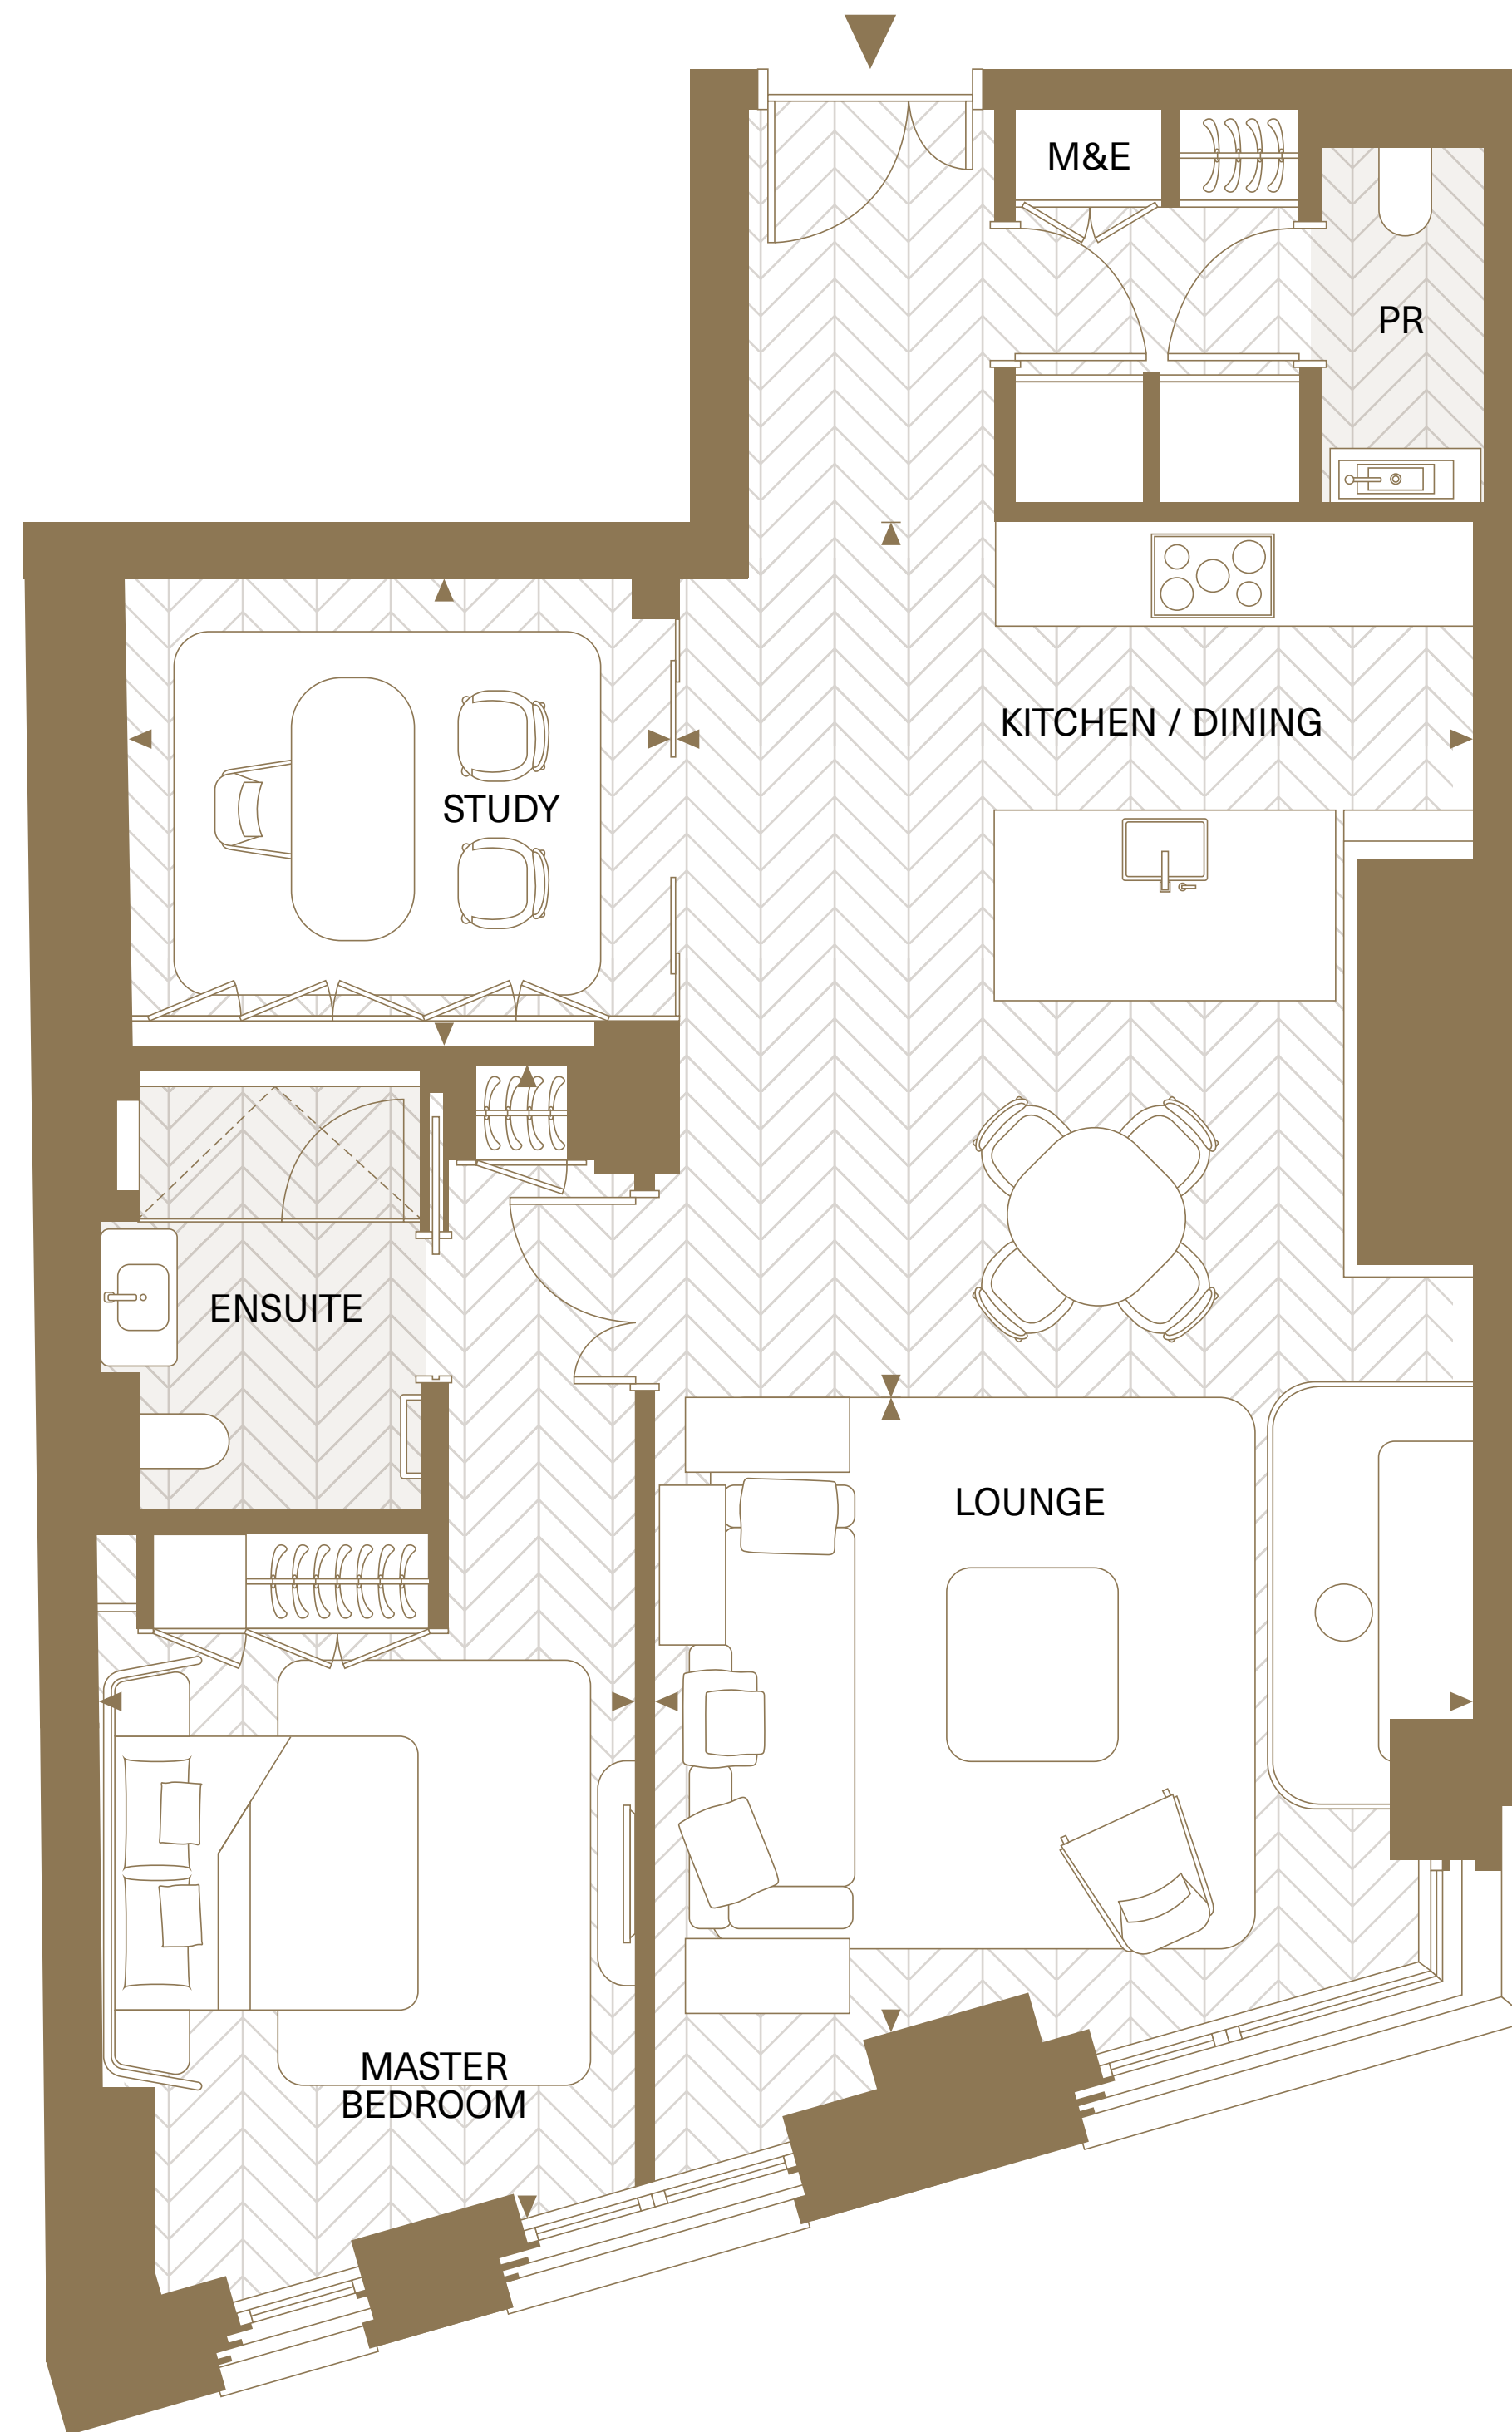 M&E
PR
KITCHEN / DINING
STUDY
ENSUITE
LOUNGE
MASTER
BEDROOM